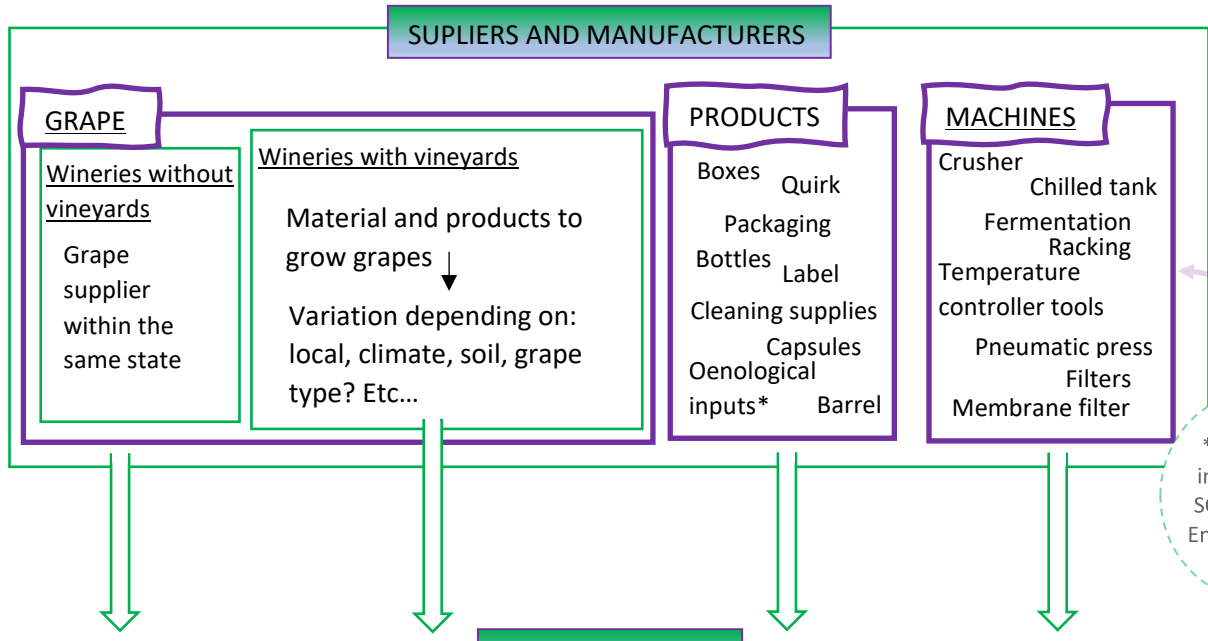 SUPLIERS AND MANUFACTURERS
GRAPE
Wineries without
vineyards
Grape
supplier
within the
same state
Wineries with vineyards
Material and products to
grow grapes
Variation depending on:
local, climate, soil, grape
type? Etc...
PRODUCTS
Boxes
Quirk
Packaging
Bottles
Label
Cleaning supplies
Capsules
Oenological
inputs*
Barrel
MACHINES
Crusher
Chilled tank
Fermentation
Racking
Temperature
controller tools
Pneumatic press
Filters
Membrane filter
*